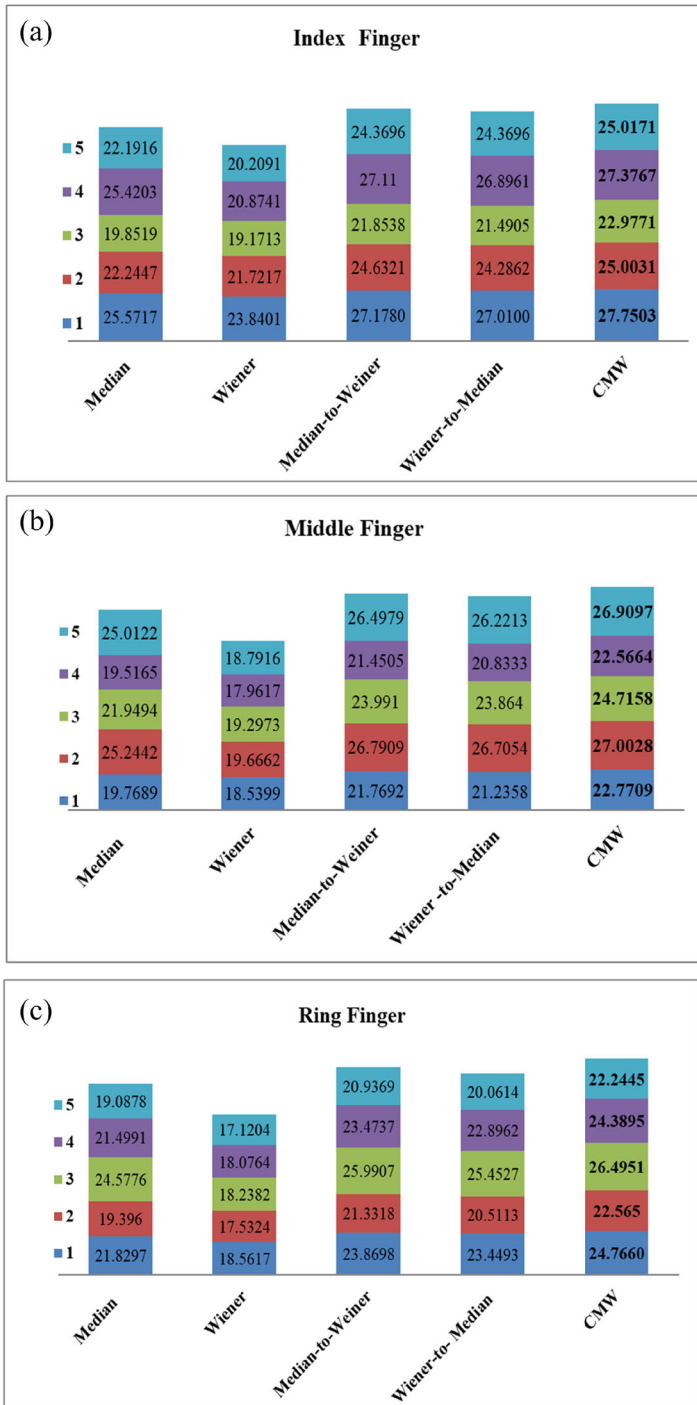 (a)
Index Finger
5 22.1916 20.2091 24.3696 24.3696 25.0171
4 25.4203 20.8741 27.11 26.8961 27.3767
3 19.8519 19.1713 21.8538 21.4905 22.9771
2 22.2447 21.7217 24.6321 24.2862 25.0031
1 25.5717 23.8401 27.1780 27.0100 27.7503
Median Wiener Median-to-Weiner Wiener-to-Median CMW
(b)
Middle Finger
5 25.0122 18.7916 26.4979 26.2213 26.9097
4 19.5165 17.9617 21.4505 20.8333 22.5664
3 21.9494 19.2973 23.991 23.864 24.7158
2 25.2442 19.6662 26.7909 26.7054 27.0028
1 19.7689 18.5399 21.7692 21.2358 22.7709
Median Wiener Median-to-Weiner Wiener -to-Median CMW
(c)
Ring Finger
5 19.0878 17.1204 20.9369 20.0614 22.2445
4 21.4991 18.0764 23.4737 22.8962 24.3895
3 24.5776 18.2382 25.9907 25.4527 26.4951
2 19.396 17.5324 21.3318 20.5113 22.565
1 21.8297 18.5617 23.8698 23.4493 24.7660
Median Wiener Median-to-Weiner Wiener-to- Median CMW